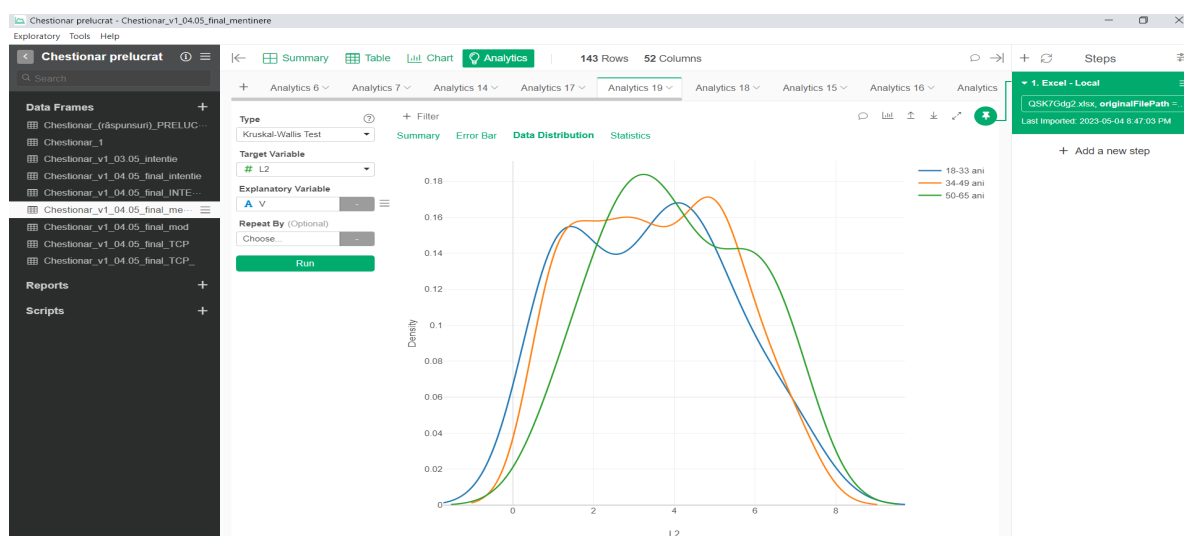 Chestionar prelucrat - Chestionar_v1_04.05_final_mentinere
Exploratory Tools Help
Chestionar prelucrat
Search
Data Frames
Chestionar_(răspunsuri)_PRELUC···
Chestionar_1
Chestionar_v1_03.05_intentie
Chestionar_v1_04.05_final_intentie
Chestionar_v1_04.05_final_INTE···
Chestionar_v1_04.05_final_me···
Chestionar_v1_04.05_final_mod
Chestionar_v1_04.05_final_TCP
Chestionar_v1_04.05_final_TCP_
Reports
Scripts
Summary Table Chart Analytics 143 Rows 52 Columns
+ Analytics 6 Analytics 7 Analytics 14 Analytics 17 Analytics 19 Analytics 18 Analytics 15 Analytics 16 Analytics
Type
Kruskal-Wallis Test
Target Variable
# L2
Explanatory Variable
A V
Repeat By (Optional)
Choose...
Run
+ Filter
Summary Error Bar Data Distribution Statistics
18-33 ani
34-49 ani
50-65 ani
0.18
0.16
0.14
0.12
0.1
0.08
0.06
0.04
0.02
0
Density
0 2 4 6 8
L2
+ Steps
1. Excel - Local
QSK7Gdg2.xlsx, originalFilePath =...
Last Imported: 2023-05-04 8:47:03 PM
+ Add a new step